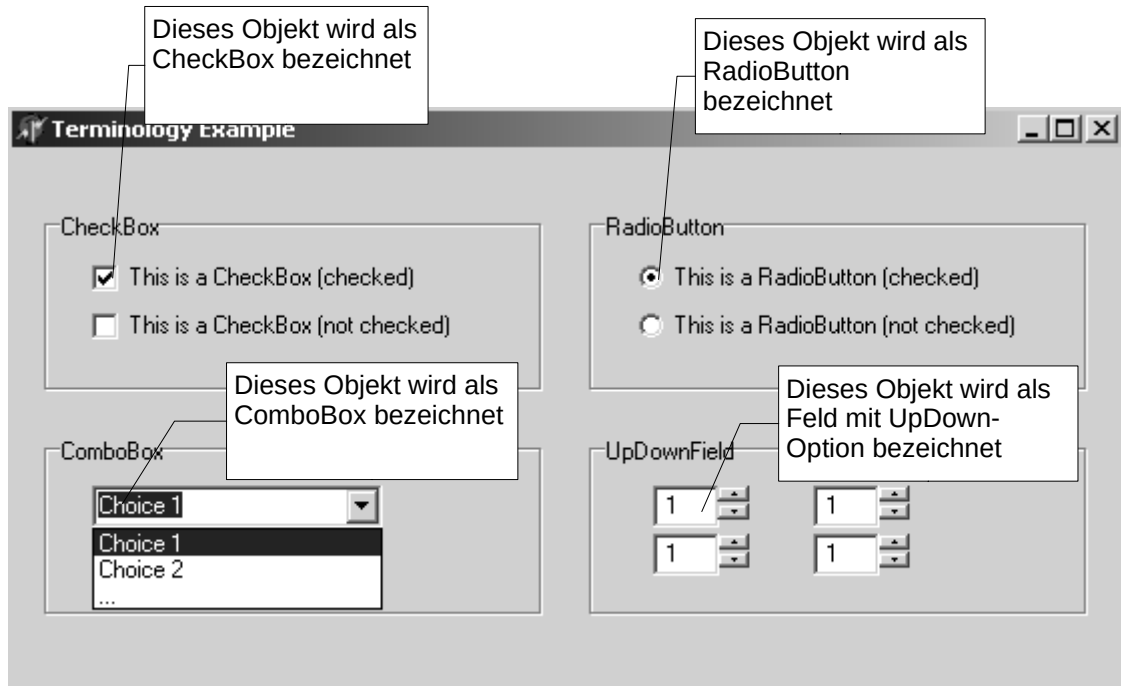 Dieses Objekt wird als
CheckBox bezeichnet
Dieses Objekt wird als
RadioButton
bezeichnet
Terminology Example
CheckBox
This is a CheckBox (checked)
This is a CheckBox (not checked)
RadioButton
This is a RadioButton (checked)
This is a RadioButton (not checked)
Dieses Objekt wird als
ComboBox bezeichnet
Dieses Objekt wird als
Feld mit UpDown-
Option bezeichnet
ComboBox
Choice 1
Choice 1
Choice 2
...
UpDownField
1 1
1 1